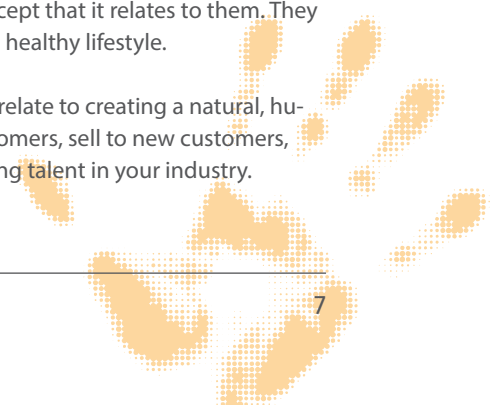 cept that it relates to them. They
healthy lifestyle.
relate to creating a natural, hu-
omers, sell to new customers,
ng talent in your industry.
7